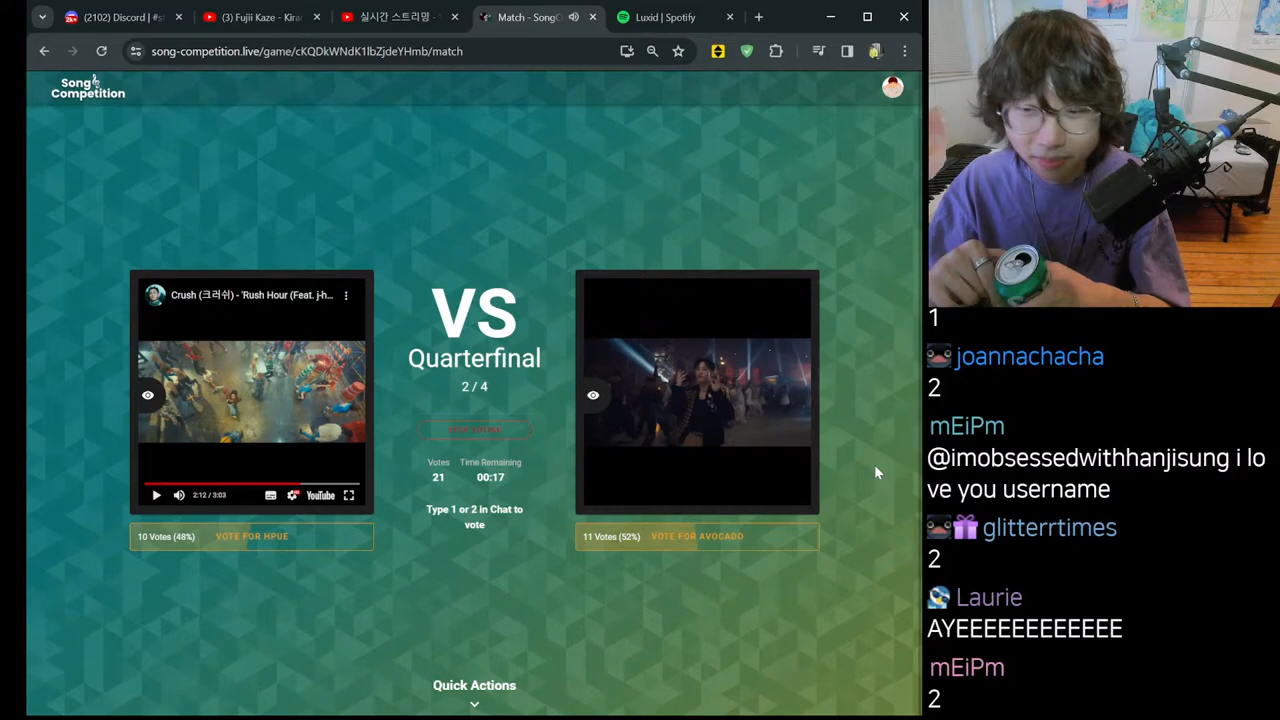 (2102) Discord | #s
(3) Fujii Kaze - Kira
실시간 스트리밍 -
Match - SongC
Luxid | Spotify
song-competition.live/game/cKQDkWNdK1IbZjdeYHmb/match
Song
Competition
Crush (크러쉬) - 'Rush Hour (Feat. j-h...
2:12 / 3:03
YouTube
VS
Quarterfinal
2 / 4
Votes Time Remaining
21 00:17
Type 1 or 2 in Chat to
vote
10 Votes (48%) VOTE FOR HPUE
11 Votes (52%) VOTE FOR AVOCADO
Quick Actions
1
joannachacha
2
mEiPm
@imobsessedwithhanjisung i lo
ve you username
glitterrtimes
2
Laurie
AYEEEEEEEEEEEE
mEiPm
2